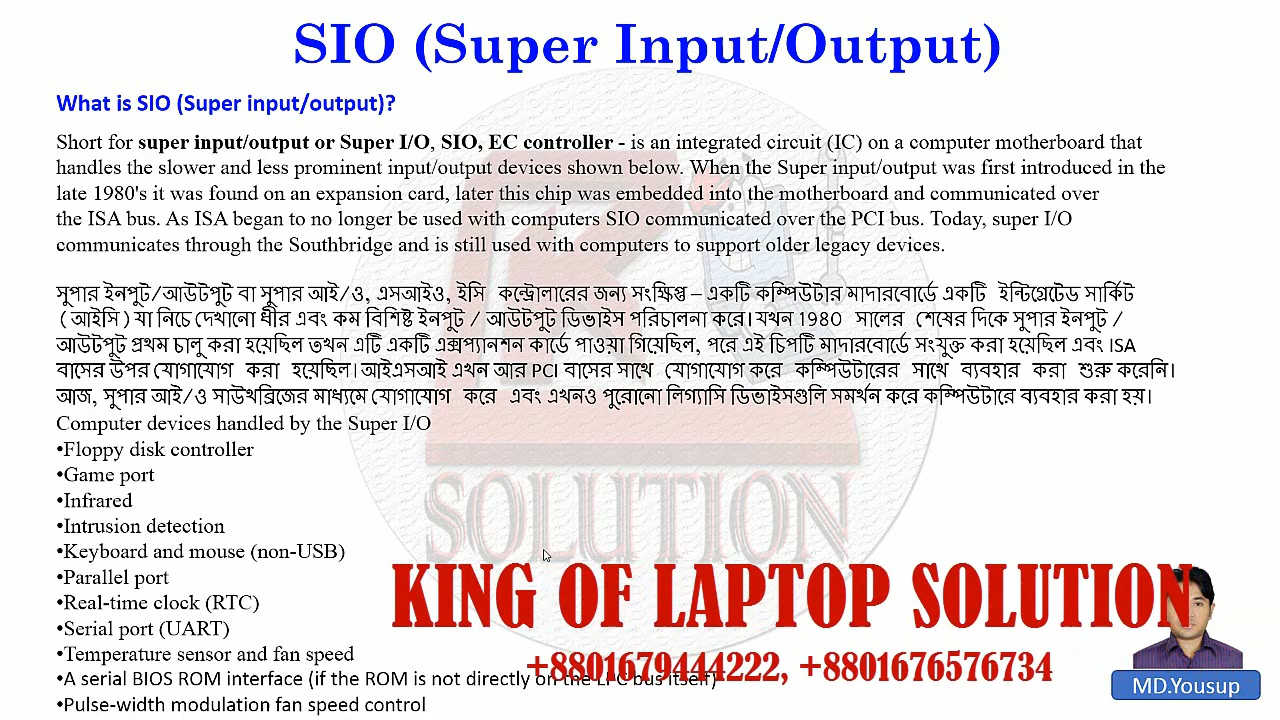 SIO (Super Input/Output)
What is SIO (Super input/output)?
Short for super input/output or Super I/O, SIO, EC controller - is an integrated circuit (IC) on a computer motherboard that
handles the slower and less prominent input/output devices shown below. When the Super input/output was first introduced in the
late 1980's it was found on an expansion card, later this chip was embedded into the motherboard and communicated over
the ISA bus. As ISA began to no longer be used with computers SIO communicated over the PCI bus. Today, super I/O
communicates through the Southbridge and is still used with computers to support older legacy devices.
সুপার ইনপুট/আউটপুট বা সুপার আই/ও, এসআইও, ইসি কন্ট্রোলারের জন্য সংক্ষিপ্ত – একটি কম্পিউটার মাদারবোর্ডে একটি ইন্টিগ্রেটেড সার্কিট
( আইসি ) যা নিচে দেখানো ধীর এবং কম বিশিষ্ট ইনপুট / আউটপুট ডিভাইস পরিচালনা করে। যখন 1980 সালের শেষের দিকে সুপার ইনপুট /
আউটপুট প্রথম চালু করা হয়েছিল তখন এটি একটি এক্সপ্যানশন কার্ডে পাওয়া গিয়েছিল, পরে এই চিপটি মাদারবোর্ডে সংযুক্ত করা হয়েছিল এবং ISA
বাসের উপর যোগাযোগ করা হয়েছিল। আইএসআই এখন আর PCI বাসের সাথে যোগাযোগ করে কম্পিউটারের সাথে ব্যবহার করা শুরু করেনি।
আজ, সুপার আই/ও সাউথব্রিজের মাধ্যমে যোগাযোগ করে এবং এখনও পুরোনো লিগ্যাসি ডিভাইসগুলি সমর্থন করে কম্পিউটারে ব্যবহার করা হয়।
Computer devices handled by the Super I/O
•Floppy disk controller
•Game port
•Infrared
•Intrusion detection
•Keyboard and mouse (non-USB)
•Parallel port
•Real-time clock (RTC)
•Serial port (UART)
•Temperature sensor and fan speed
•A serial BIOS ROM interface (if the ROM is not directly on the LPC bus itself)
•Pulse-width modulation fan speed control
SOLUTION
KING OF LAPTOP SOLUTION
+8801679444222, +8801676576734
MD.Yousup